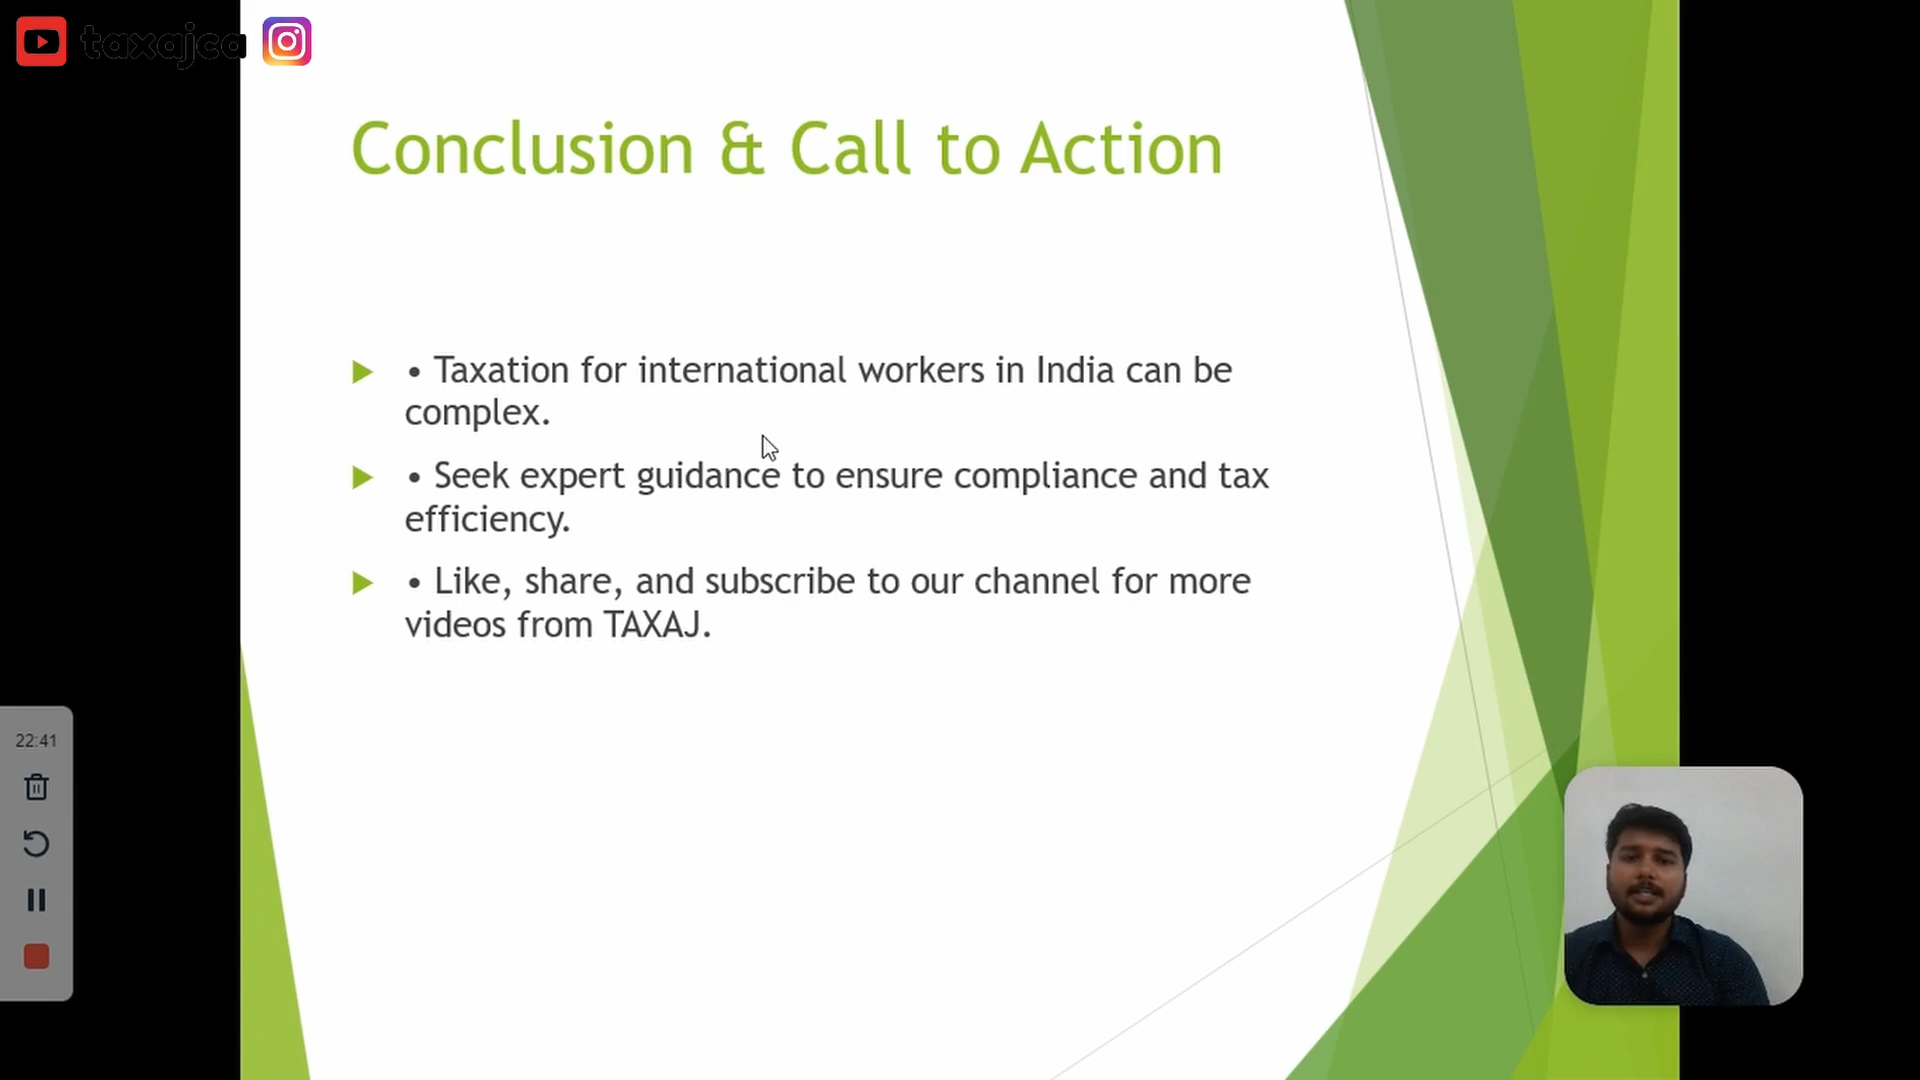 taxajca
Conclusion & Call to Action
• Taxation for international workers in India can be
complex.
• Seek expert guidance to ensure compliance and tax
efficiency.
• Like, share, and subscribe to our channel for more
videos from TAXAJ.
22:41